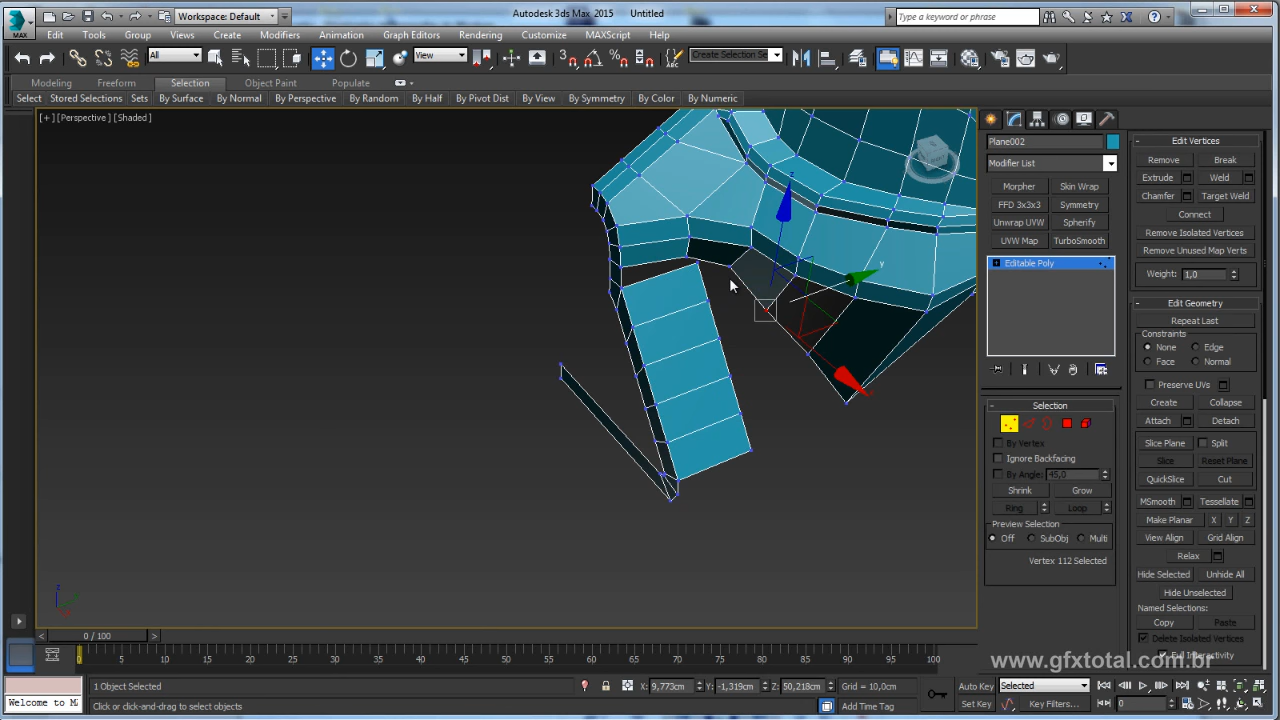 MAX
Workspace: Default
Autodesk 3ds Max 2015 Untitled
Type a keyword or phrase
Edit Tools Group Views Create Modifiers Animation Graph Editors Rendering Customize MAXScript Help
All View Create Selection Se
Modeling Freeform Selection Object Paint Populate
Select Stored Selections Sets By Surface By Normal By Perspective By Random By Half By Pivot Dist By View By Symmetry By Color By Numeric
[+] [Perspective] [Shaded]
Plane002
Modifier List
Morpher Skin Wrap
FFD 3x3x3 Symmetry
Unwrap UVW Spherify
UVW Map TurboSmooth
Editable Poly
Selection
By Vertex
Ignore Backfacing
By Angle: 45,0
Shrink Grow
Ring Loop
Preview Selection
Off SubObj Multi
Vertex 112 Selected
Edit Vertices
Remove Break
Extrude Weld
Chamfer Target Weld
Connect
Remove Isolated Vertices
Remove Unused Map Verts
Weight: 1,0
Edit Geometry
Repeat Last
Constraints
None Edge
Face Normal
Preserve UVs
Create Collapse
Attach Detach
Slice Plane Split
Slice Reset Plane
QuickSlice Cut
MSmooth Tessellate
Make Planar X Y Z
View Align Grid Align
Relax
Hide Selected Unhide All
Hide Unselected
Named Selections:
Copy Paste
Delete Isolated Vertices
Full Interactivity
z
y
x
z
0 / 100
0 5 10 15 20 25 30 35 40 45 50 55 60 65 70 75 80 85 90 95 100
www.gfxtotal.com.br
1 Object Selected X: 9,773cm Y: -1,319cm Z: 50,218cm Grid = 10,0cm Auto Key Selected
Welcome to M Click or click-and-drag to select objects Add Time Tag Set Key Key Filters... 0